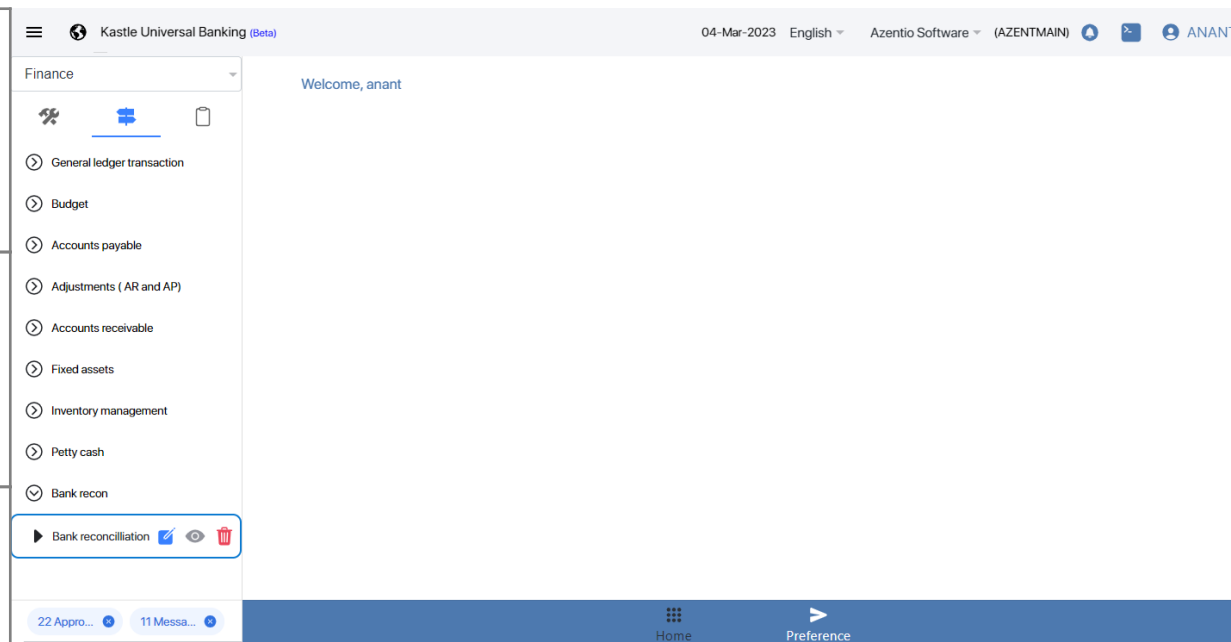 Kastle Universal Banking (Beta)
04-Mar-2023 English Azentio Software (AZENTMAIN) ANANT
Finance
Welcome, anant
General ledger transaction
Budget
Accounts payable
Adjustments ( AR and AP)
Accounts receivable
Fixed assets
Inventory management
Petty cash
Bank recon
Bank reconcilliation
22 Appro... 11 Messa...
Home Preference